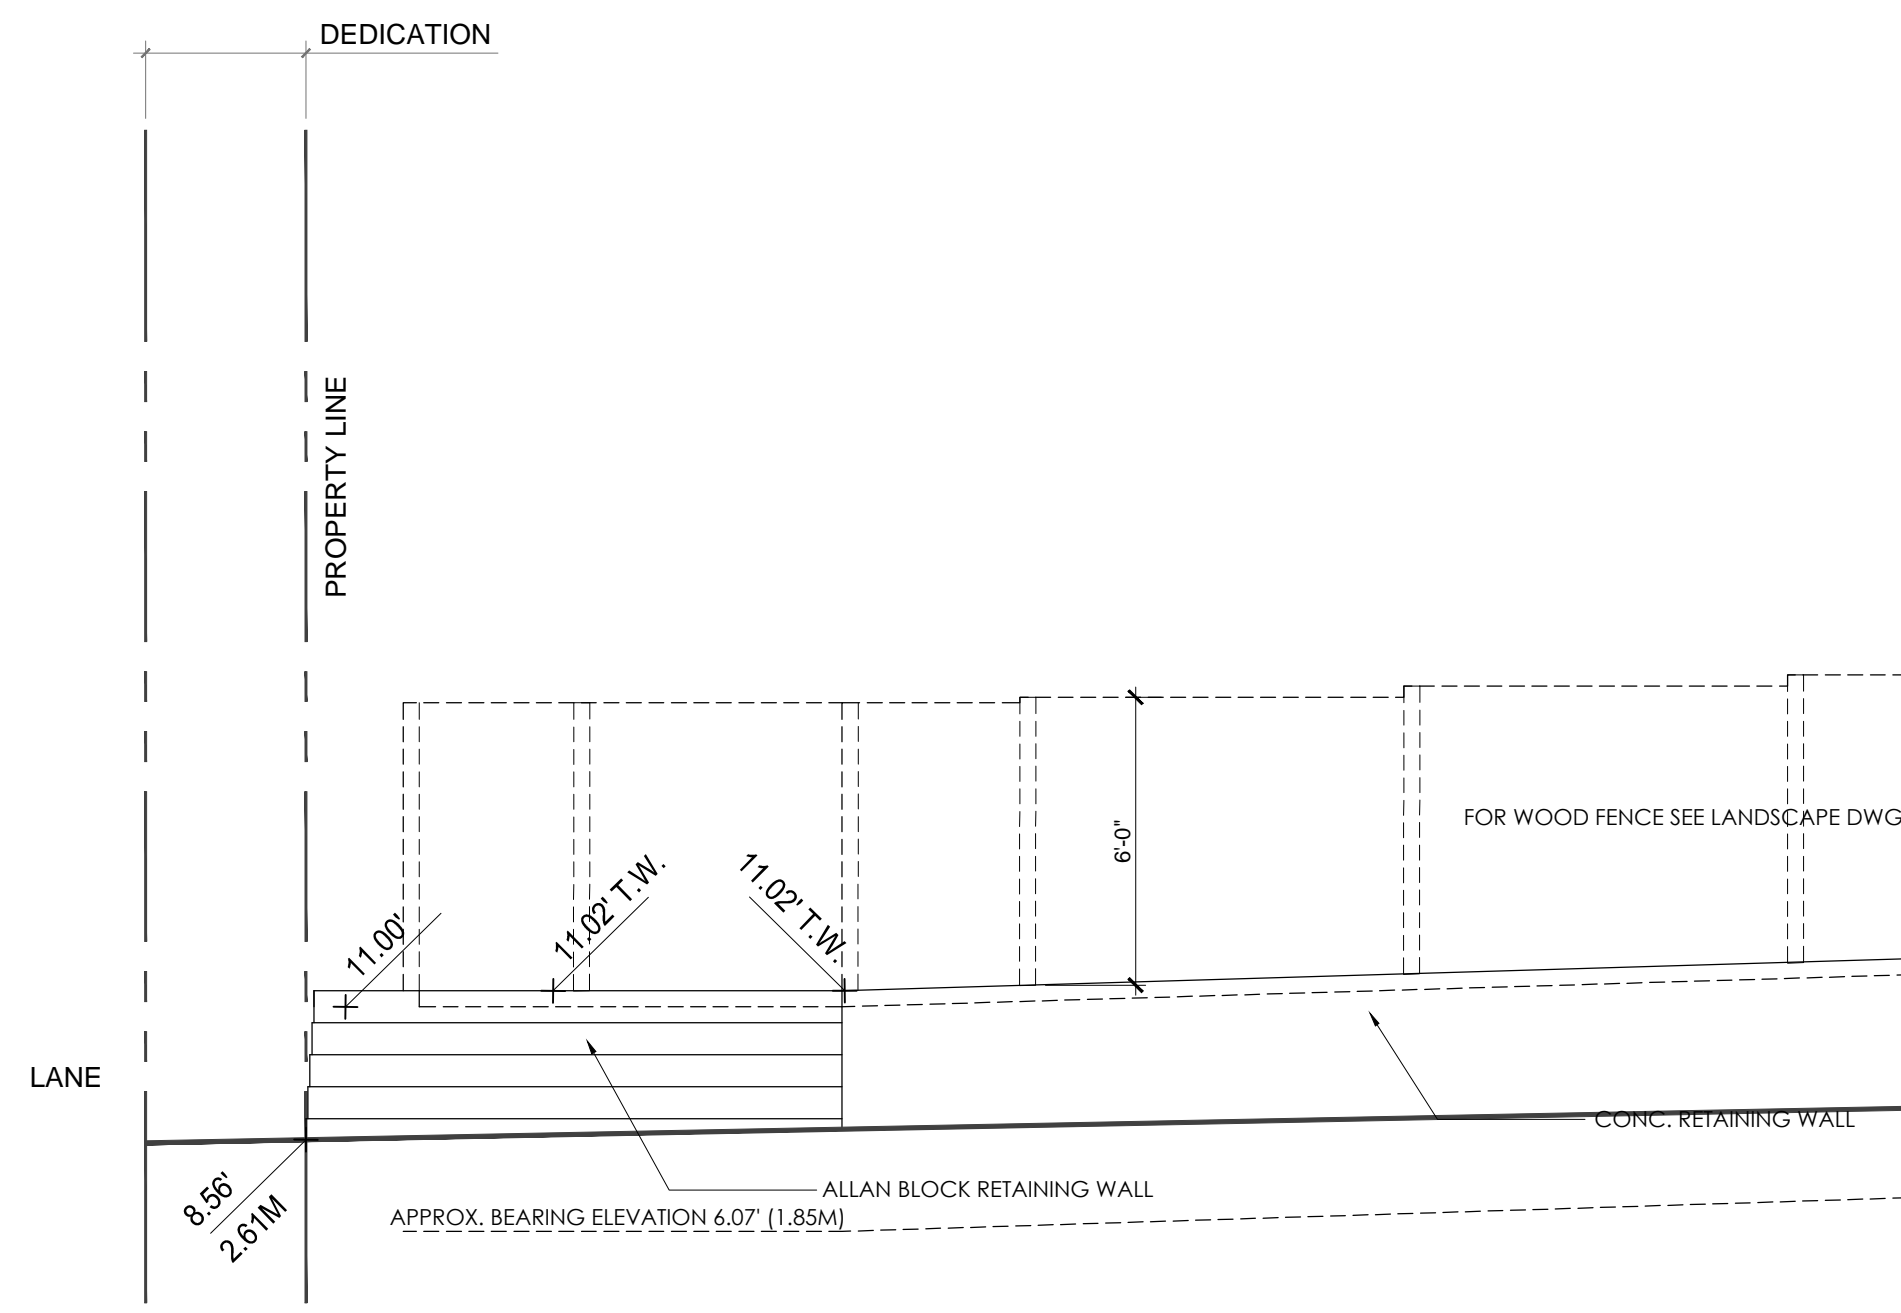 DEDICATION
PROPERTY LINE
FOR WOOD FENCE SEE LANDSCAPE DWG
6'-0"
11.00'
11.02' T.W.
11.02' T.W.
LANE
CONC. RETAINING WALL
8.56'
2.61M
ALLAN BLOCK RETAINING WALL
APPROX. BEARING ELEVATION 6.07' (1.85M)